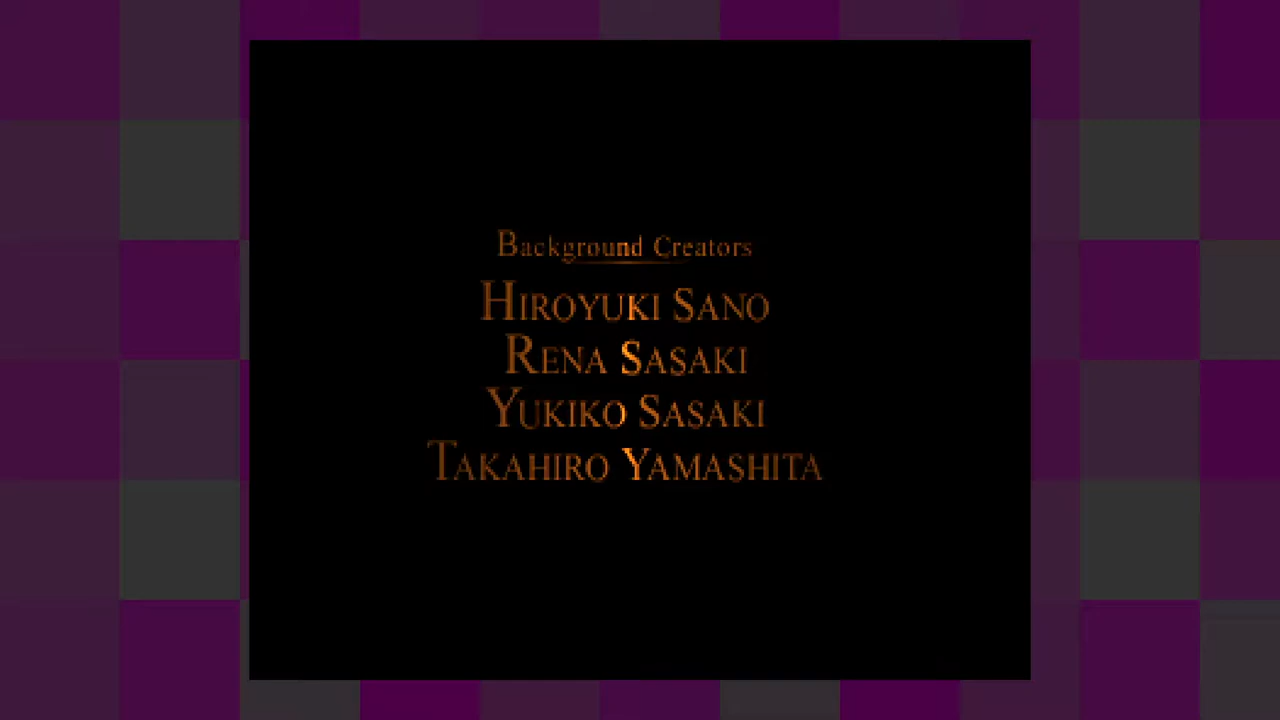 Background Creators
HIROYUKI SANO
RENA SASAKI
YUKIKO SASAKI
TAKAHIRO YAMASHITA